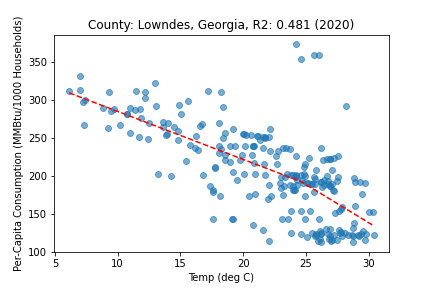 County: Lowndes, Georgia, R2: 0.481 (2020)
Per-Capita Consumption (MMBtu/1000 Households)
350
300
250
200
150
100
5 10 15 20 25 30
Temp (deg C)